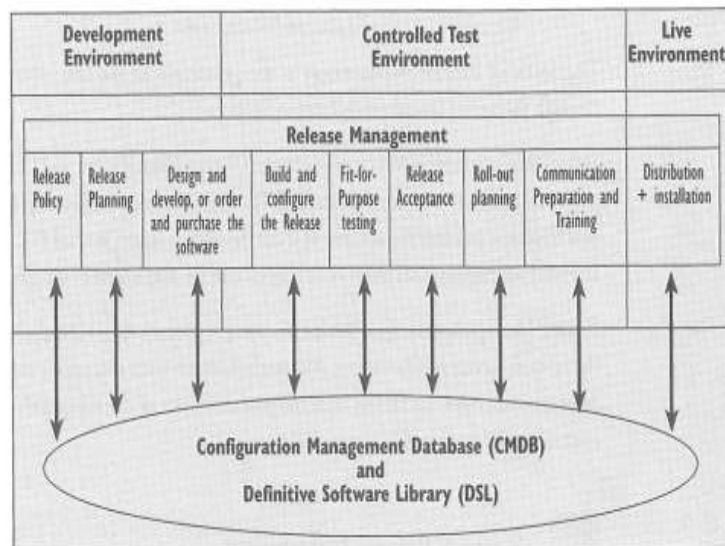 Development
Environment
Controlled Test
Environment
Live
Environment
Release Management
Release
Policy
Release
Planning
Design and
develop, or order
and purchase the
software
Build and
configure
the Release
Fit-for-
Purpose
testing
Release
Acceptance
Roll-out
planning
Communication
Preparation and
Training
Distribution
+ installation
Configuration Management Database (CMDB)
and
Definitive Software Library (DSL)